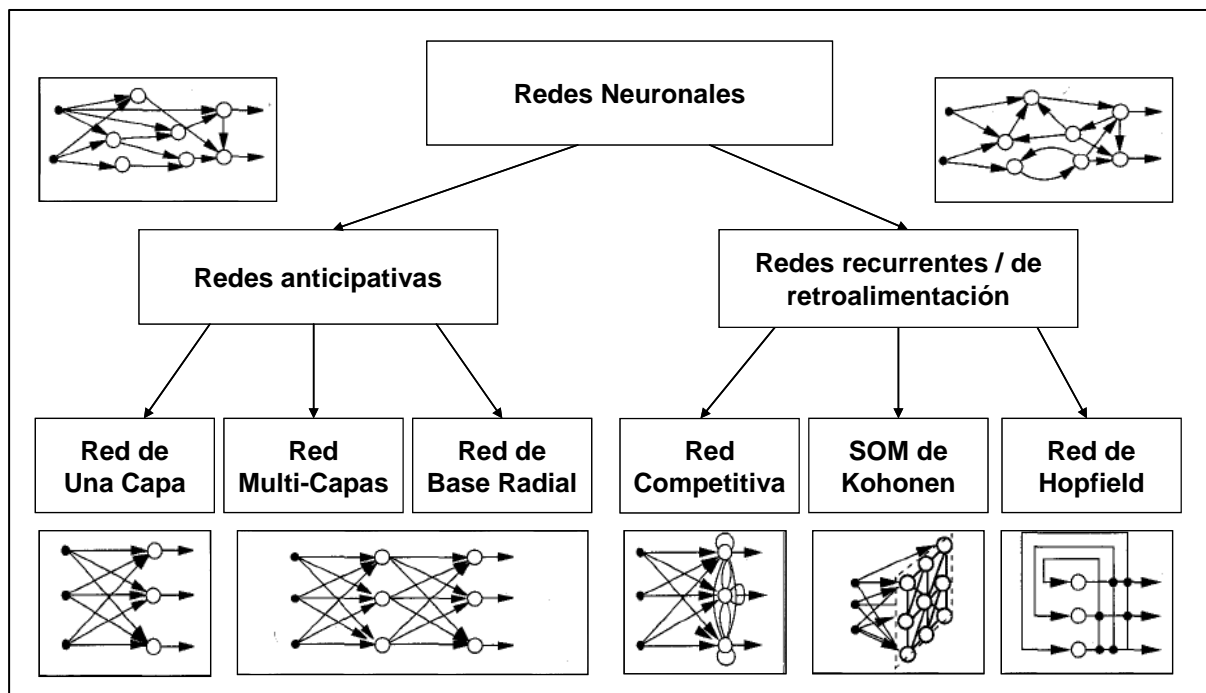 Redes Neuronales
Redes anticipativas
Redes recurrentes / de
retroalimentación
Red de
Una Capa
Red
Multi-Capas
Red de
Base Radial
Red
Competitiva
SOM de
Kohonen
Red de
Hopfield